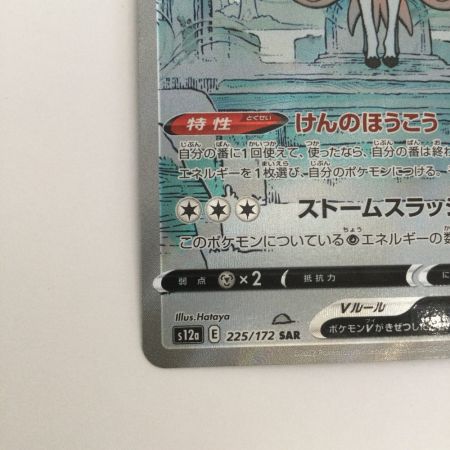 特性 とくせい けんのほうこう
自分の番に1回使えて、使ったなら、自分の番は終わ
エネルギーを1枚選び、自分のポケモンにつける。
ストームスラッシ
このポケモンについているエネルギーの数
弱点 ×2 抵抗力 に
Illus.Hataya
Vルール
ポケモンVがきぜつした
s12a E 225/172 SAR